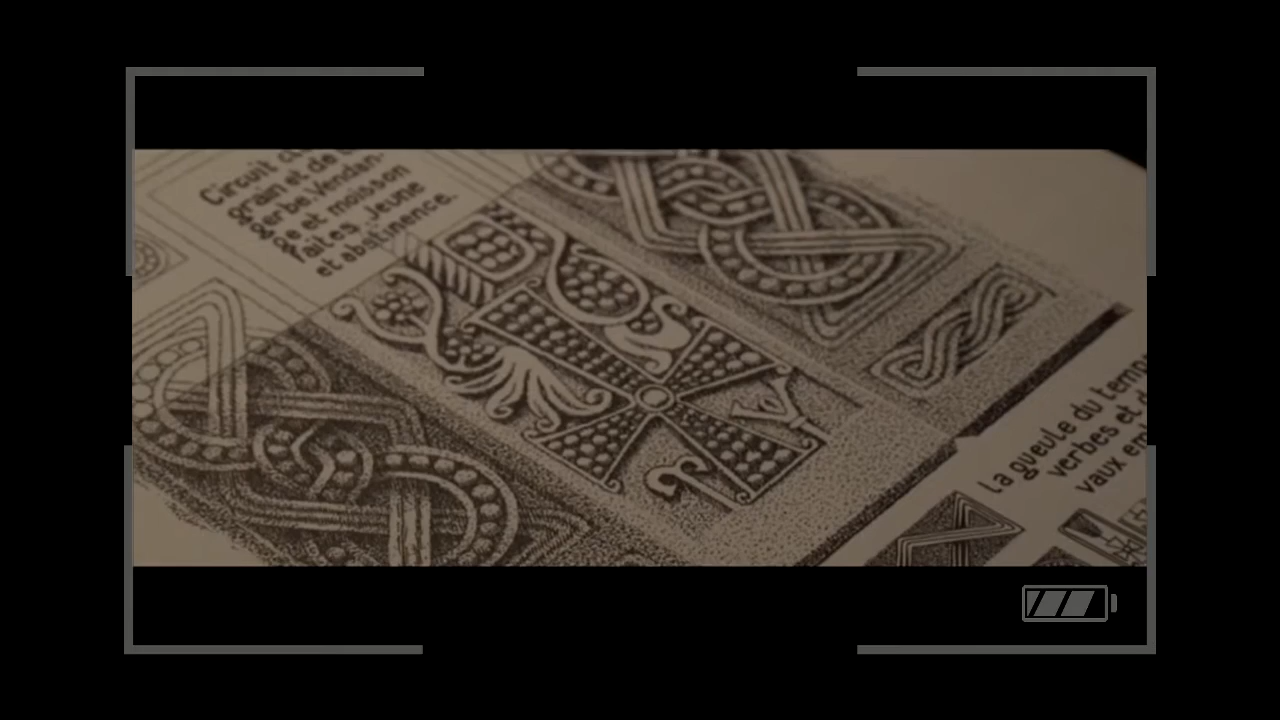 Circuit
grain et de
gerbe. Vendan-
ge et moisson
faites, jeune
et abstinence.
La gueule du temp
verbes et d
vaux em